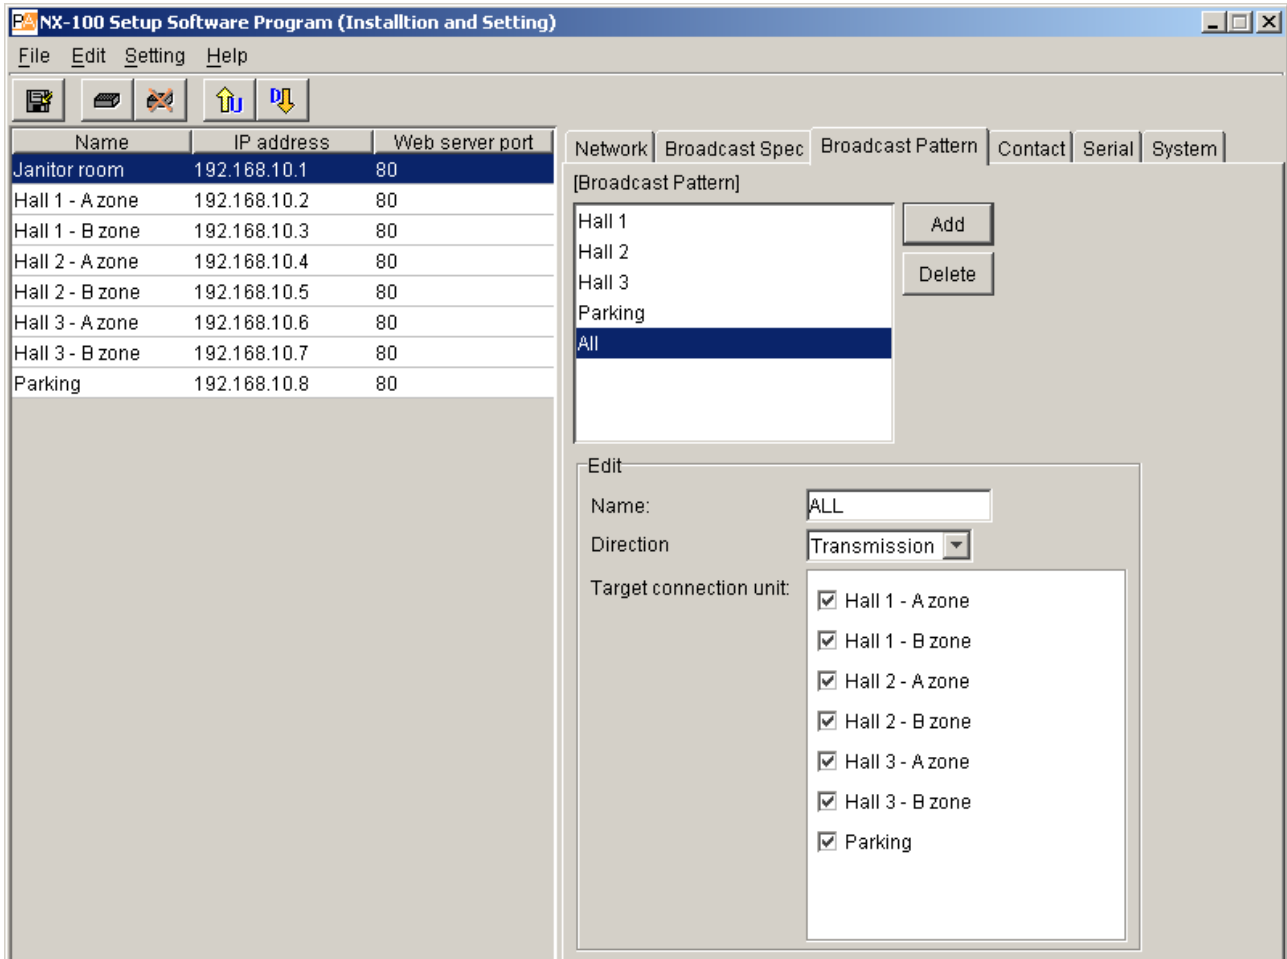 PA NX-100 Setup Software Program (Installtion and Setting)
File Edit Setting Help
U D
Name IP address Web server port
Janitor room 192.168.10.1 80
Hall 1 - A zone 192.168.10.2 80
Hall 1 - B zone 192.168.10.3 80
Hall 2 - A zone 192.168.10.4 80
Hall 2 - B zone 192.168.10.5 80
Hall 3 - A zone 192.168.10.6 80
Hall 3 - B zone 192.168.10.7 80
Parking 192.168.10.8 80
Network Broadcast Spec Broadcast Pattern Contact Serial System
[Broadcast Pattern]
Hall 1
Hall 2
Hall 3
Parking
All
Add
Delete
Edit
Name: ALL
Direction Transmission
Target connection unit:
Hall 1 - A zone
Hall 1 - B zone
Hall 2 - A zone
Hall 2 - B zone
Hall 3 - A zone
Hall 3 - B zone
Parking